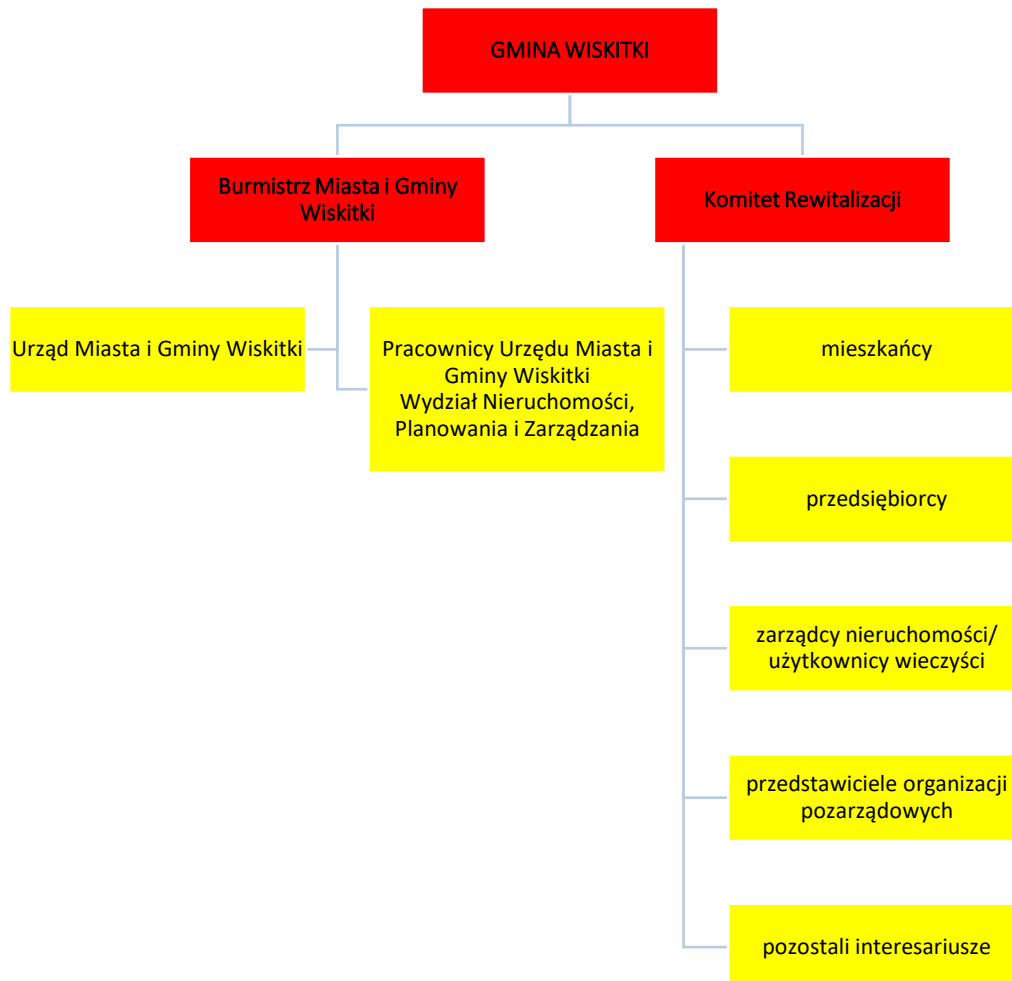 GMINA WISKITKI
Burmistrz Miasta i Gminy
Wiskitki
Komitet Rewitalizacji
Urząd Miasta i Gminy Wiskitki
Pracownicy Urzędu Miasta i
Gminy Wiskitki
Wydział Nieruchomości,
Planowania i Zarządzania
mieszkańcy
przedsiębiorcy
zarządcy nieruchomości/
użytkownicy wieczyści
przedstawiciele organizacji
pozarządowych
pozostali interesariusze